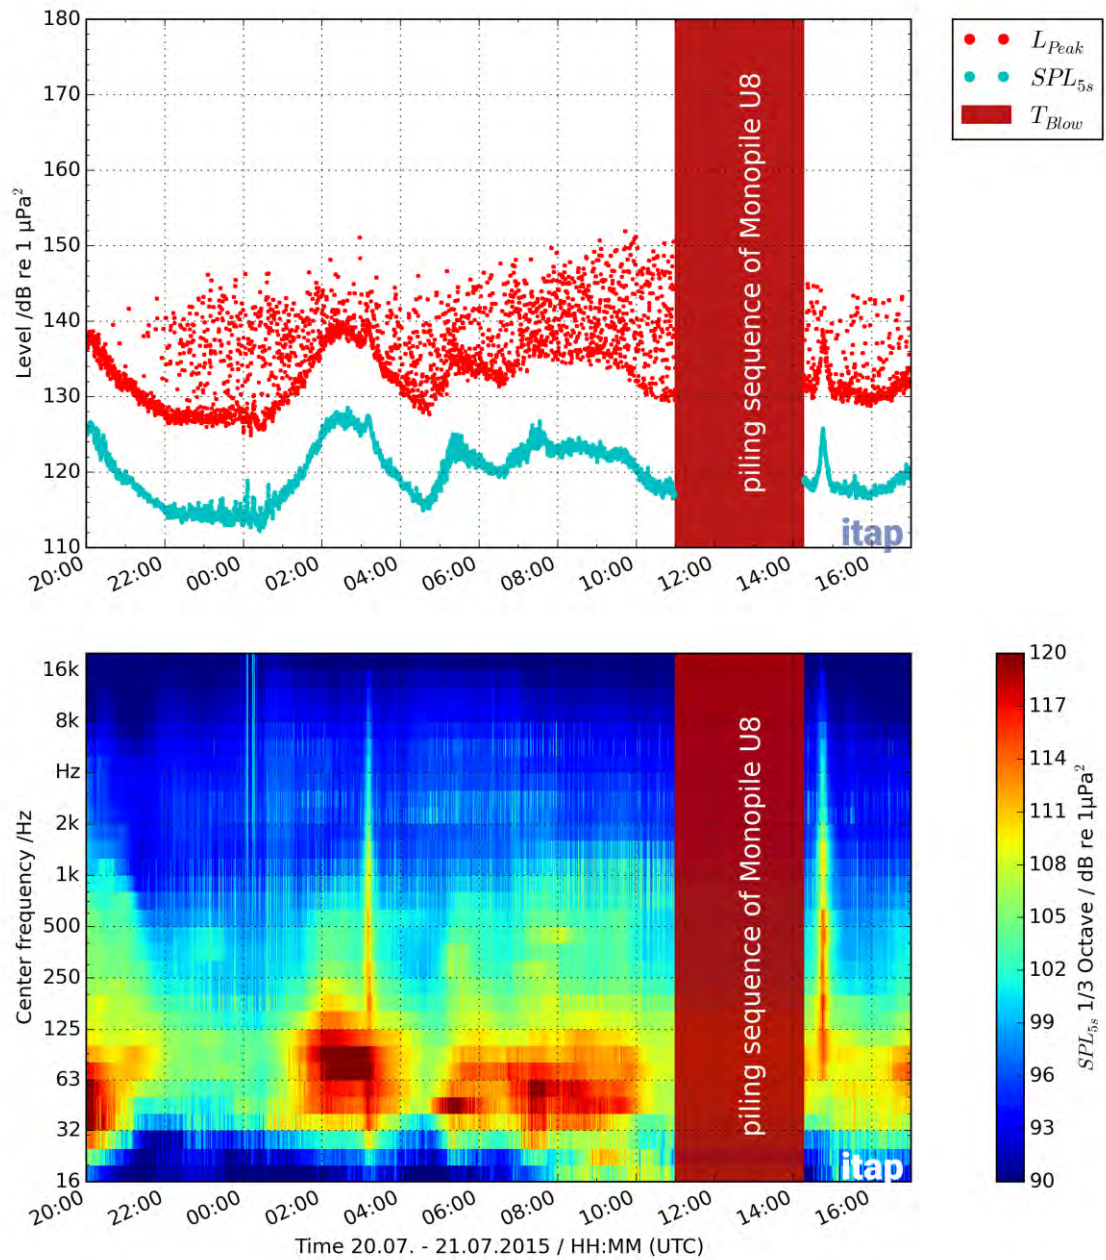 180
170
160
150
140
130
120
110
Level /dB re 1 µPa²
20:00
22:00
00:00
02:00
04:00
06:00
08:00
10:00
12:00
14:00
16:00
piling sequence of Monopile U8
itap
L_Peak
SPL_5s
T_Blow
16k
8k
Hz
2k
1k
500
250
125
63
32
16
Center frequency /Hz
20:00
22:00
00:00
02:00
04:00
06:00
08:00
10:00
12:00
14:00
16:00
Time 20.07. - 21.07.2015 / HH:MM (UTC)
piling sequence of Monopile U8
itap
120
117
114
111
108
105
102
99
96
93
90
SPL_5s 1/3 Octave / dB re 1µPa²